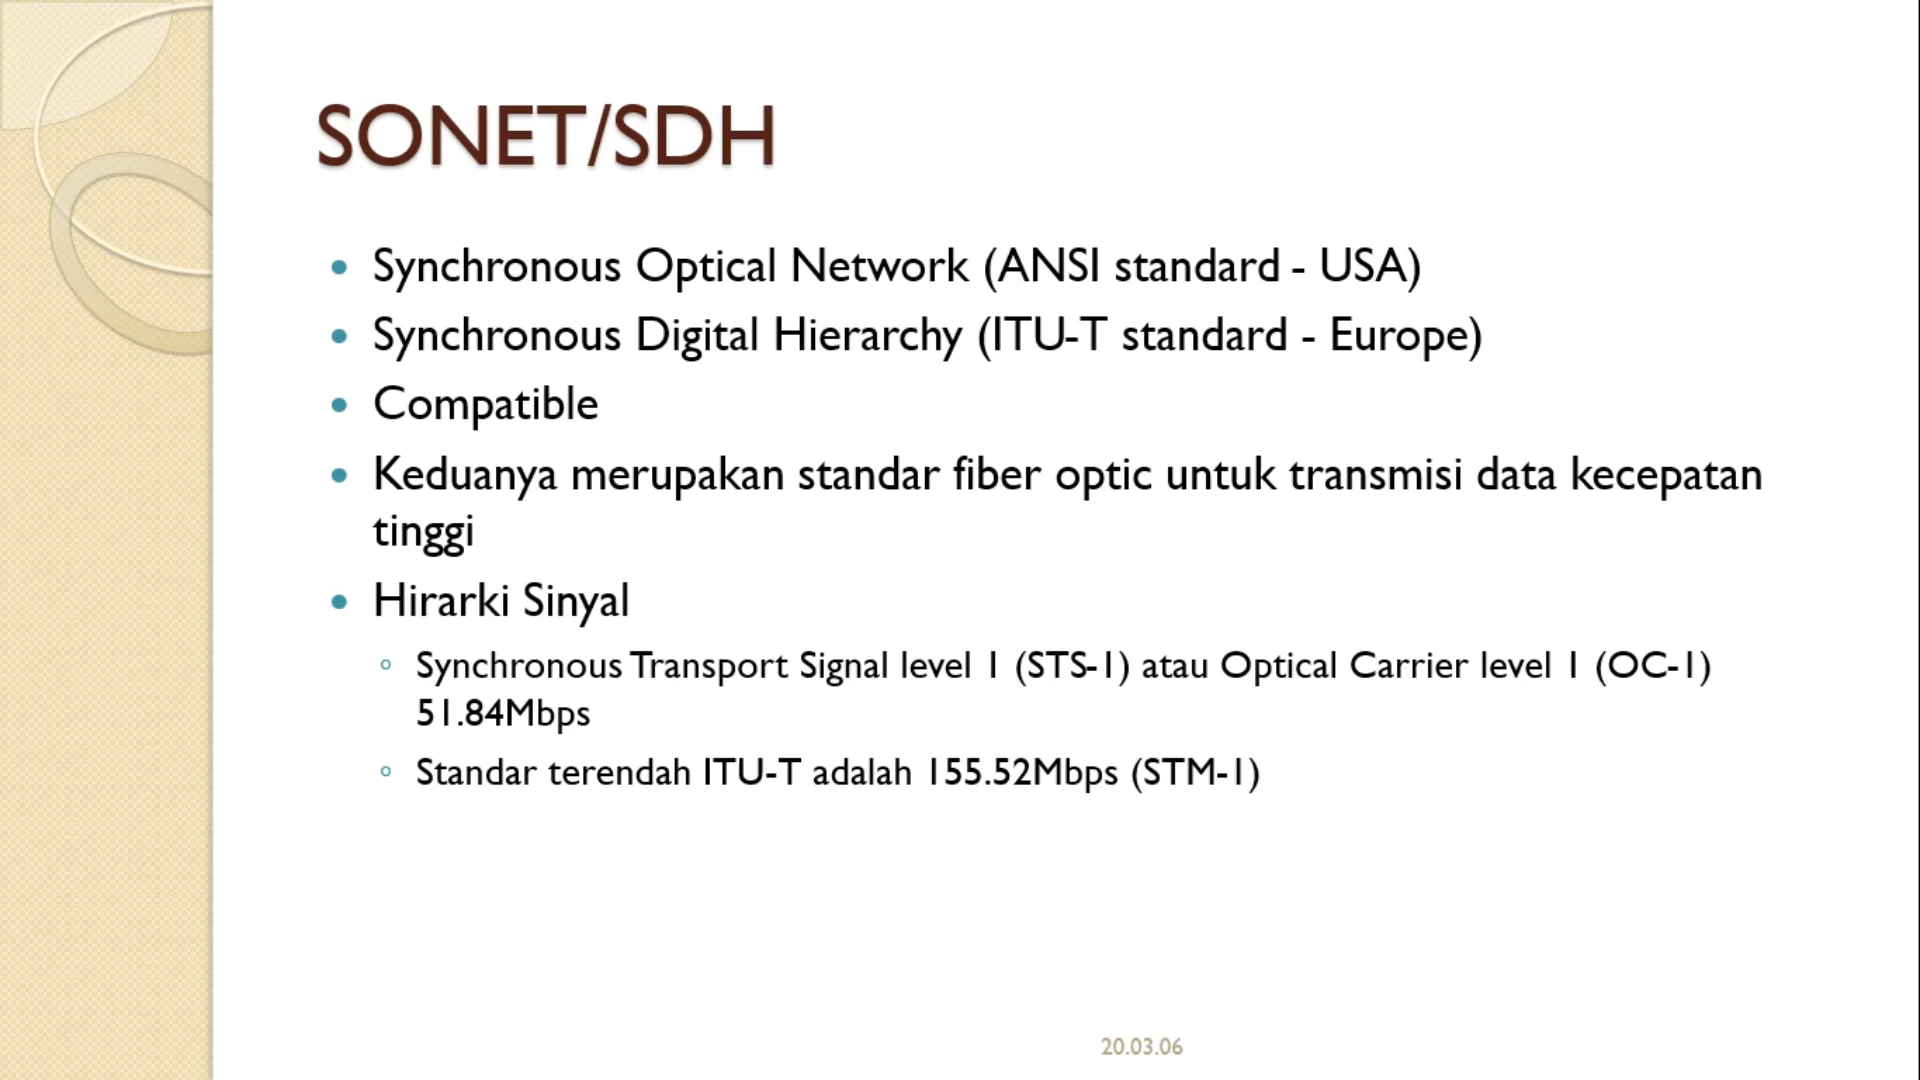 SONET/SDH
• Synchronous Optical Network (ANSI standard - USA)
• Synchronous Digital Hierarchy (ITU-T standard - Europe)
• Compatible
• Keduanya merupakan standar fiber optic untuk transmisi data kecepatan
tinggi
• Hirarki Sinyal
◦ Synchronous Transport Signal level 1 (STS-1) atau Optical Carrier level 1 (OC-1)
51.84Mbps
◦ Standar terendah ITU-T adalah 155.52Mbps (STM-1)
20.03.06